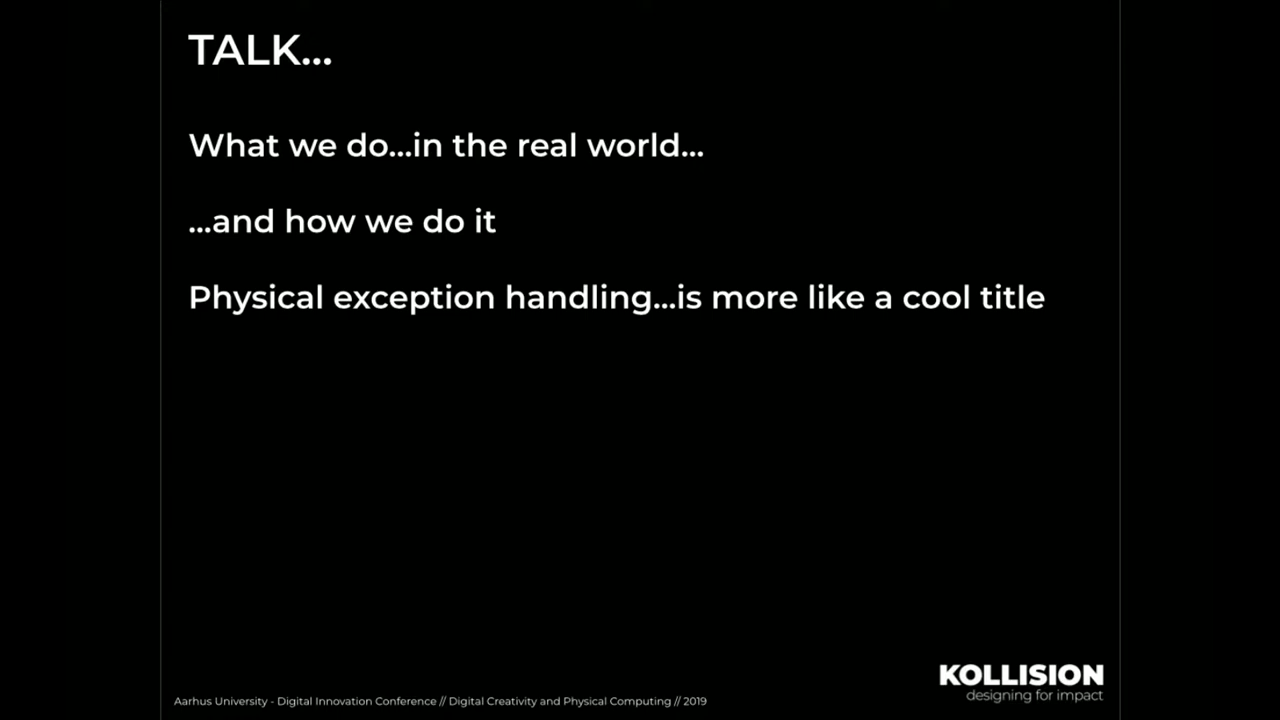 TALK...
What we do...in the real world...
...and how we do it
Physical exception handling...is more like a cool title
KOLLISION
designing for impact
Aarhus University - Digital Innovation Conference // Digital Creativity and Physical Computing // 2019